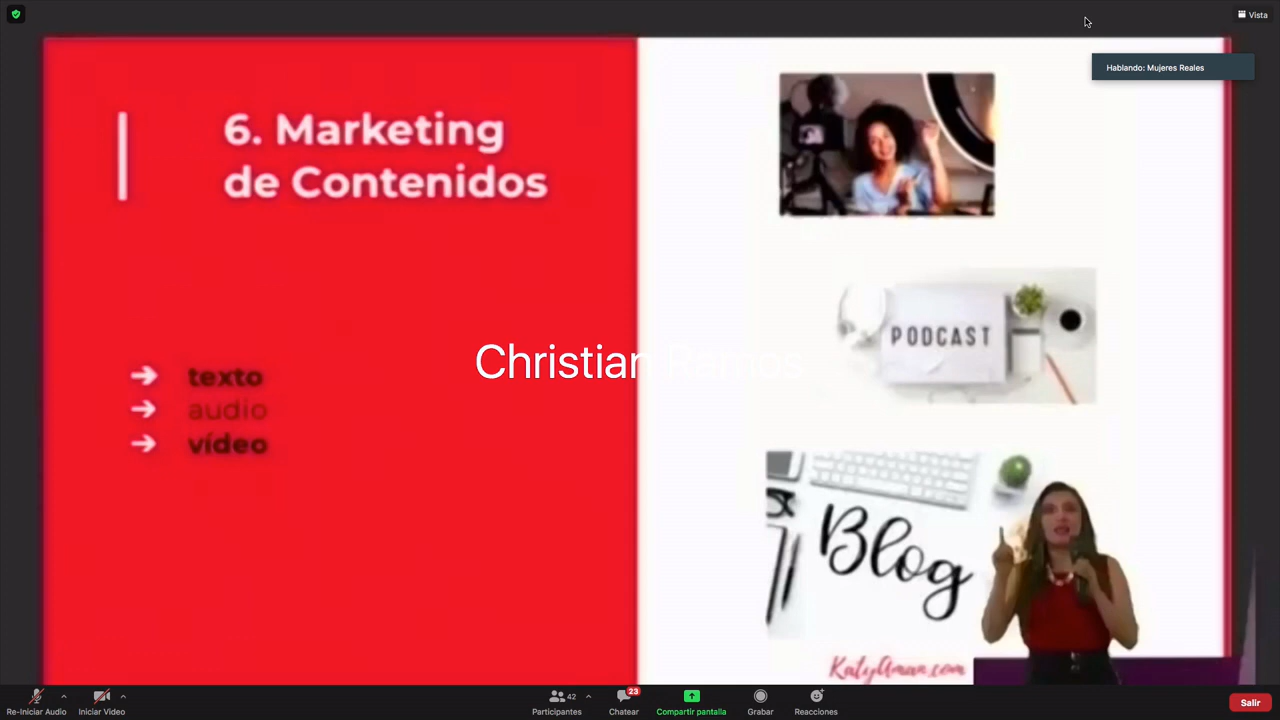 Vista
Hablando: Mujeres Reales
6. Marketing
de Contenidos
PODCAST
Christian Ramos
texto
audio
vídeo
Blog
KatyAman.com
Re-Iniciar Audio
Iniciar Video
42
Participantes
23
Chatear
Compartir pantalla
Grabar
Reacciones
Salir